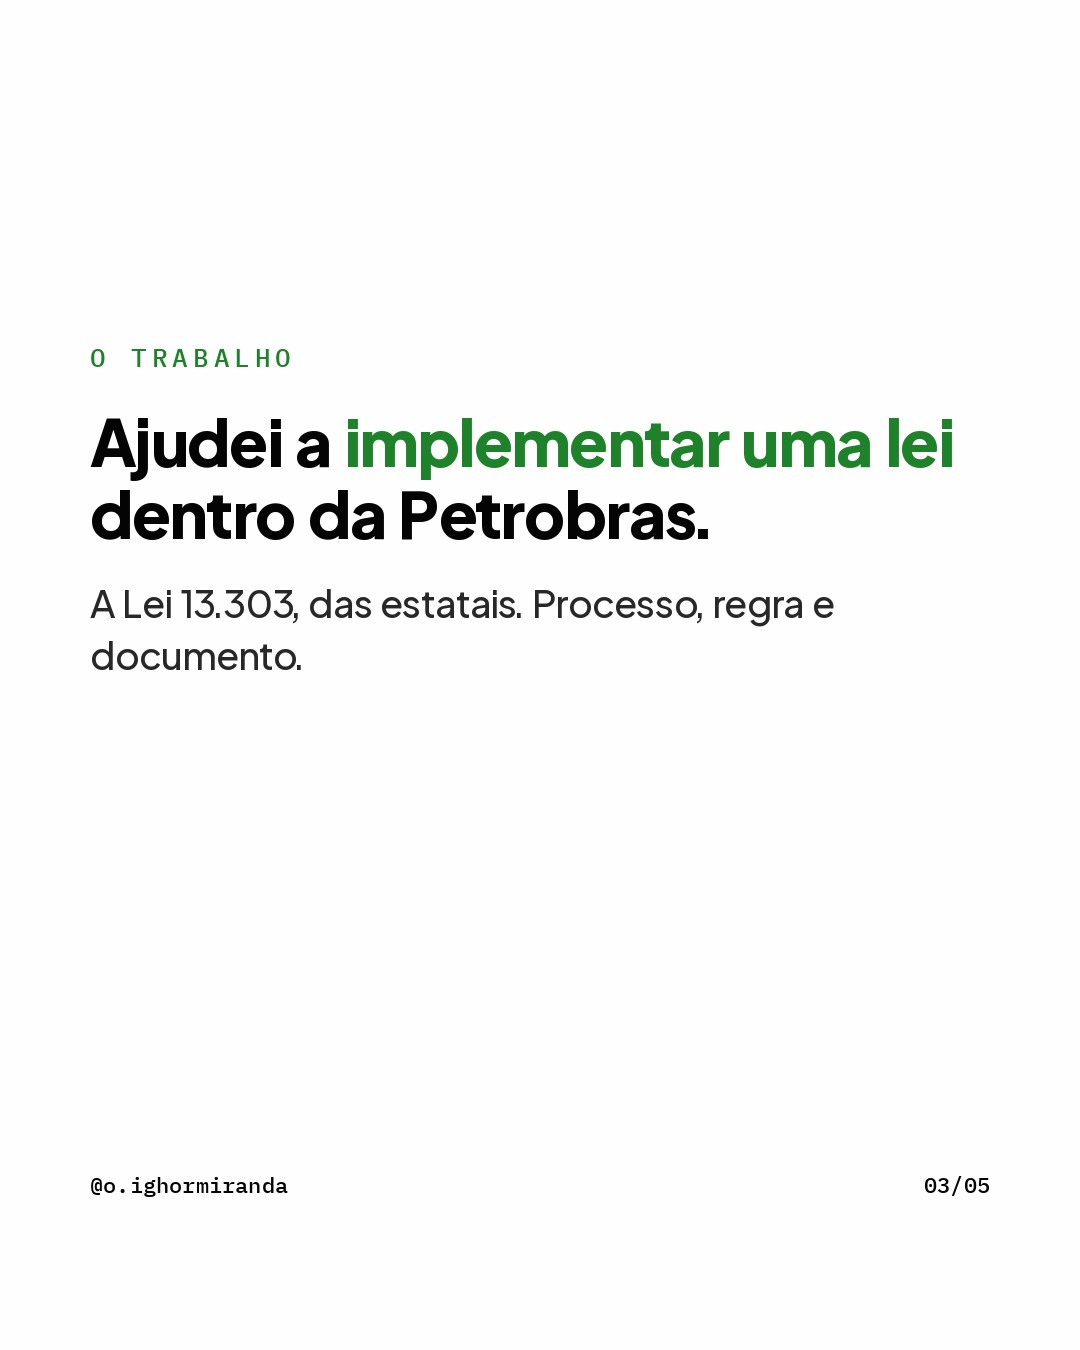 O TRABALHO
Ajudei a implementar uma lei
dentro da Petrobras.
A Lei 13.303, das estatais. Processo, regra e
documento.
@o.ighormiranda
03/05